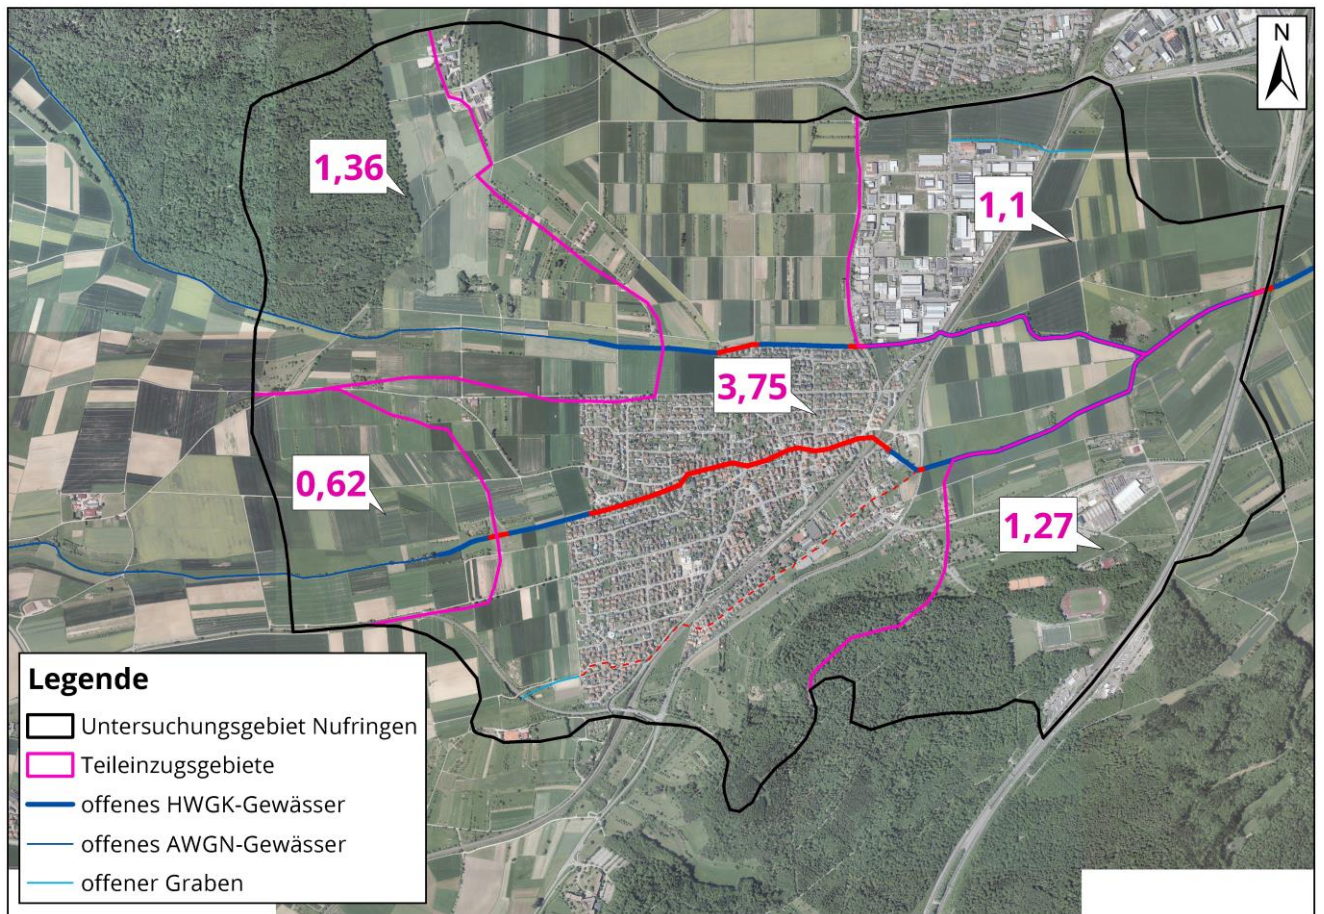 N
1,36
1,1
3,75
0,62
1,27
Legende
Untersuchungsgebiet Nufringen
Teileinzugsgebiete
offenes HWGK-Gewässer
offenes AWGN-Gewässer
offener Graben